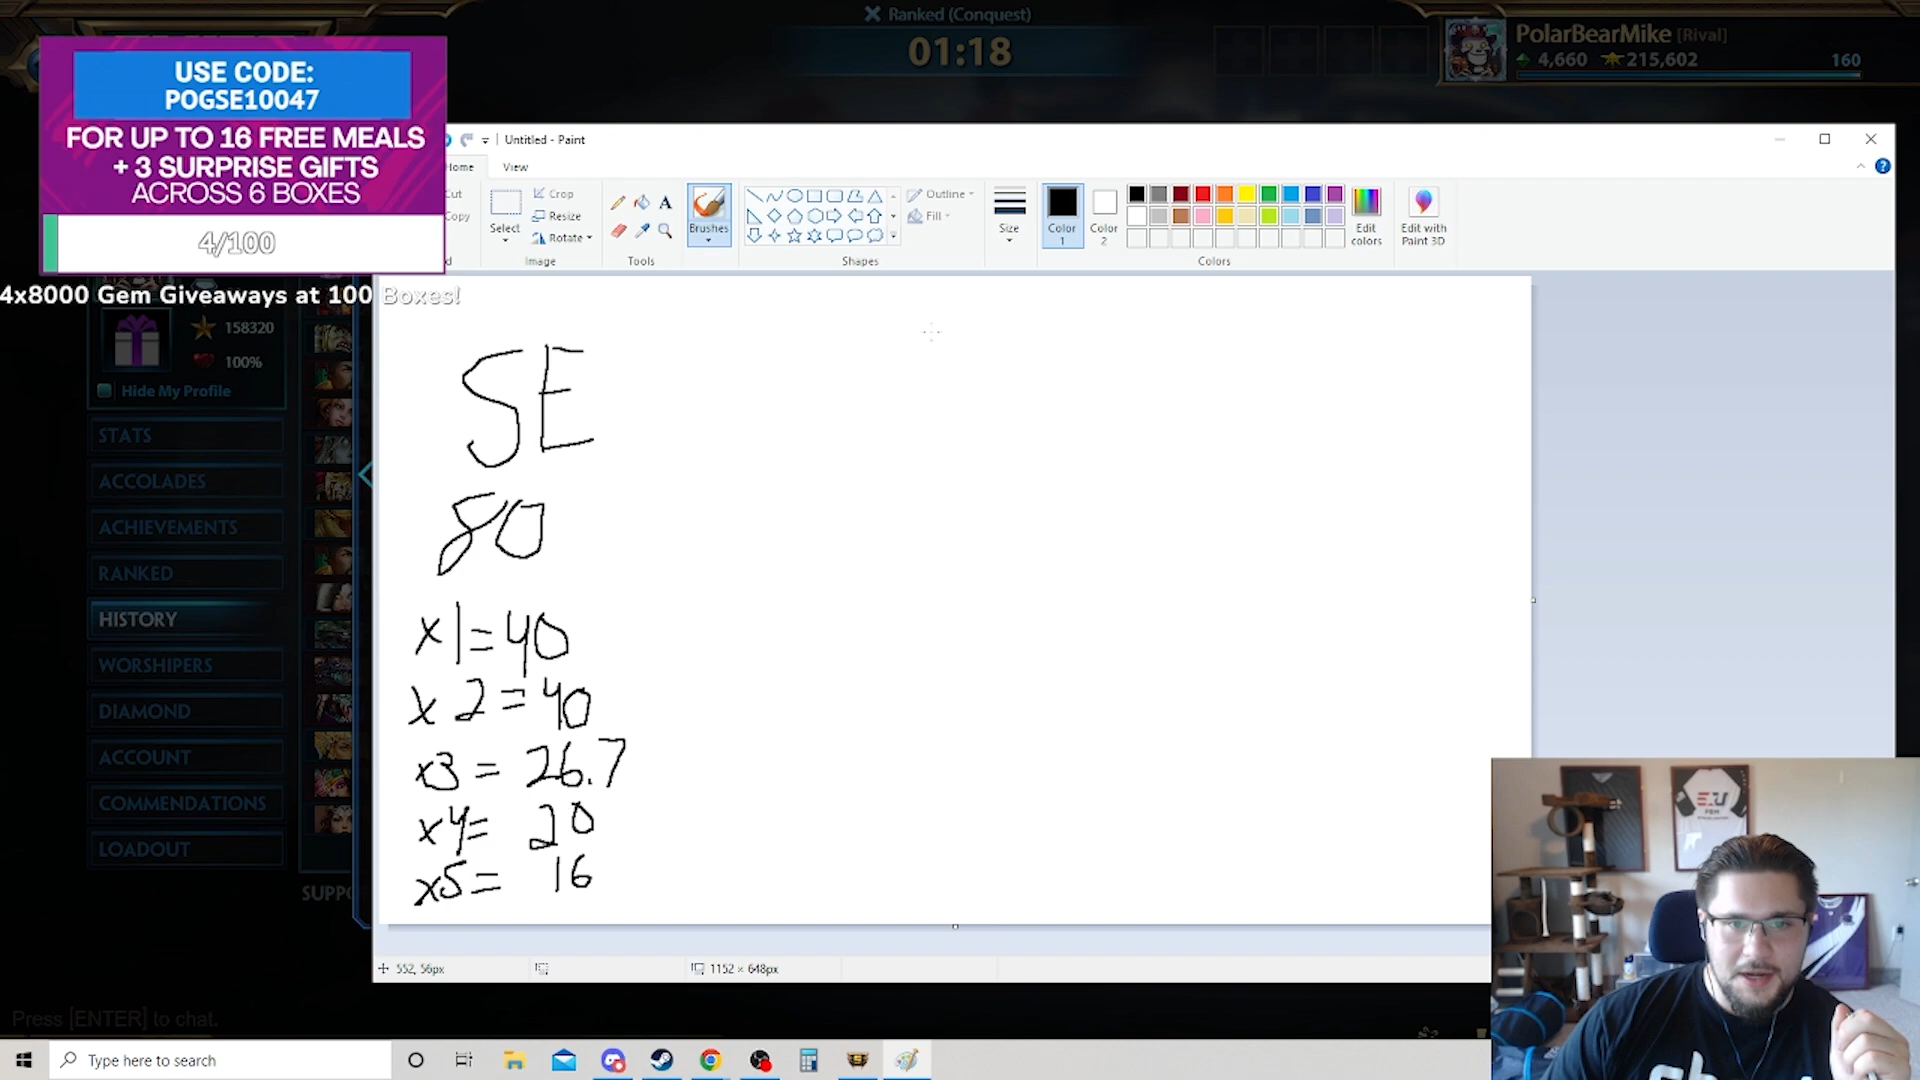 Ranked (Conquest)
01:18
PolarBearMike [Rival]
4,660 215,602 160
USE CODE:
POGSE10047
FOR UP TO 16 FREE MEALS
+ 3 SURPRISE GIFTS
ACROSS 6 BOXES
4/100
4x8000 Gem Giveaways at 100 Boxes!
Untitled - Paint
Home View
Crop
Resize
Rotate
Select
Image
Tools
Brushes
Outline
Fill
Shapes
Size
Color 1
Color 2
Colors
Edit colors
Edit with Paint 3D
158320
100%
Hide My Profile
STATS
ACCOLADES
ACHIEVEMENTS
RANKED
HISTORY
WORSHIPERS
DIAMOND
ACCOUNT
COMMENDATIONS
LOADOUT
SE
80
x1=40
x2=40
x3=26.7
x4=20
x5=16
552, 56px
1152 × 648px
Press [ENTER] to chat.
Type here to search